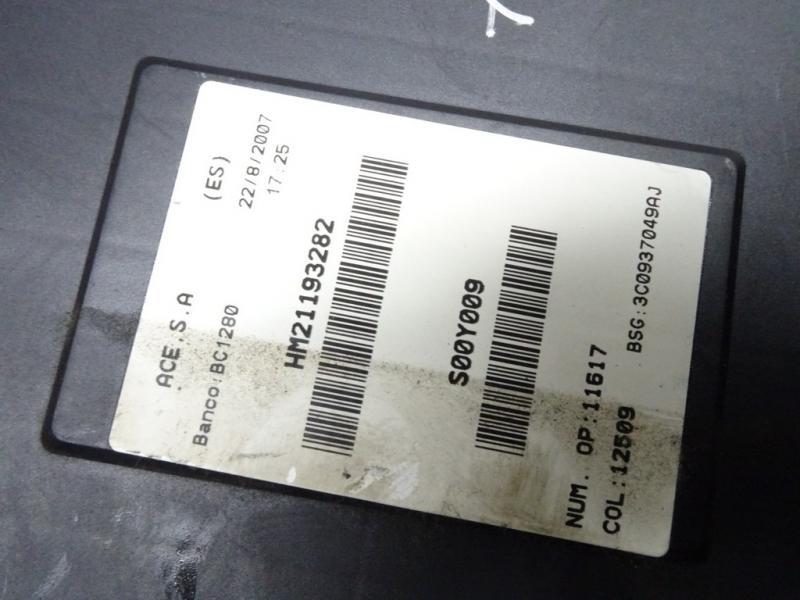 ACE.S.A (ES)
Banco:BC1280 22/8/2007
17:25
HM21193282
S00Y009
NUM. OP:11617
COL:12509 BSG:3C0937049AJ